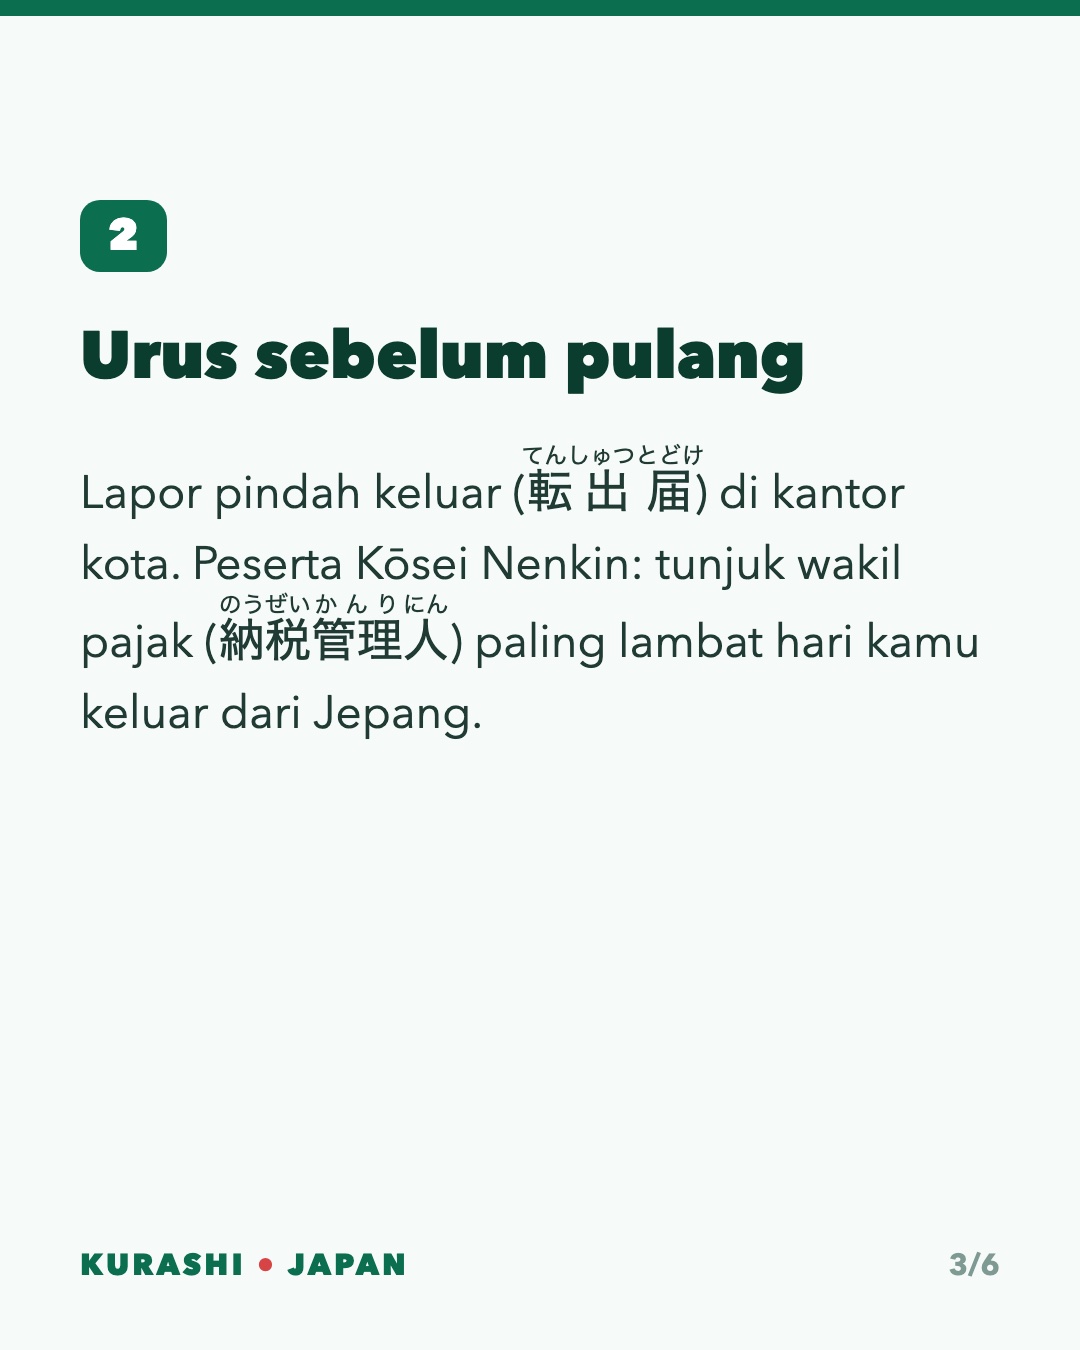 2
Urus sebelum pulang
てんしゅつとどけ
Lapor pindah keluar (転出届) di kantor
kota. Peserta Kōsei Nenkin: tunjuk wakil
のうぜいかんりにん
pajak (納税管理人) paling lambat hari kamu
keluar dari Jepang.
KURASHI • JAPAN
3/6